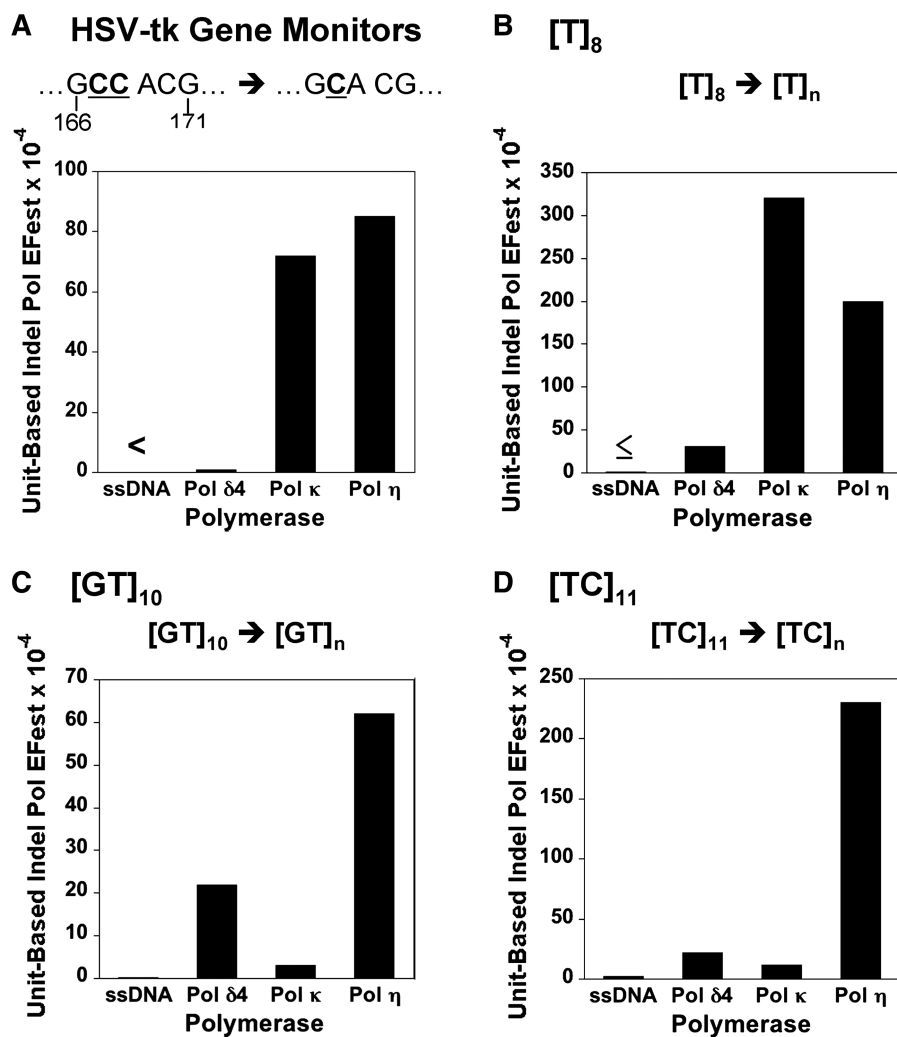 A HSV-tk Gene Monitors
…GCC ACG… ➔ …GCA CG…
166 171
Unit-Based Indel Pol EFest x 10⁻⁴
100
80
60
40
20
0
<
ssDNA Pol δ4 Pol κ Pol η
Polymerase
B [T]₈
[T]₈ ➔ [T]ₙ
Unit-Based Indel Pol EFest x 10⁻⁴
350
300
250
200
150
100
50
0
≤
ssDNA Pol δ4 Pol κ Pol η
Polymerase
C [GT]₁₀
[GT]₁₀ ➔ [GT]ₙ
Unit-Based Indel Pol EFest x 10⁻⁴
70
60
50
40
30
20
10
0
ssDNA Pol δ4 Pol κ Pol η
Polymerase
D [TC]₁₁
[TC]₁₁ ➔ [TC]ₙ
Unit-Based Indel Pol EFest x 10⁻⁴
250
200
150
100
50
0
ssDNA Pol δ4 Pol κ Pol η
Polymerase